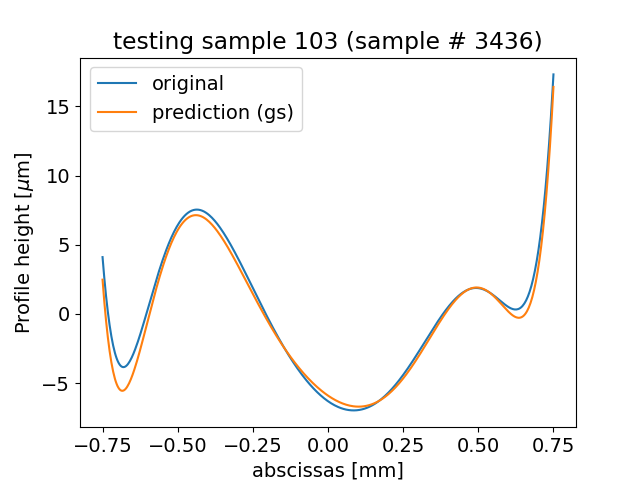 testing sample 103 (sample # 3436)
original
prediction (gs)
Profile height [μm]
15
10
5
0
−5
−0.75 −0.50 −0.25 0.00 0.25 0.50 0.75
abscissas [mm]